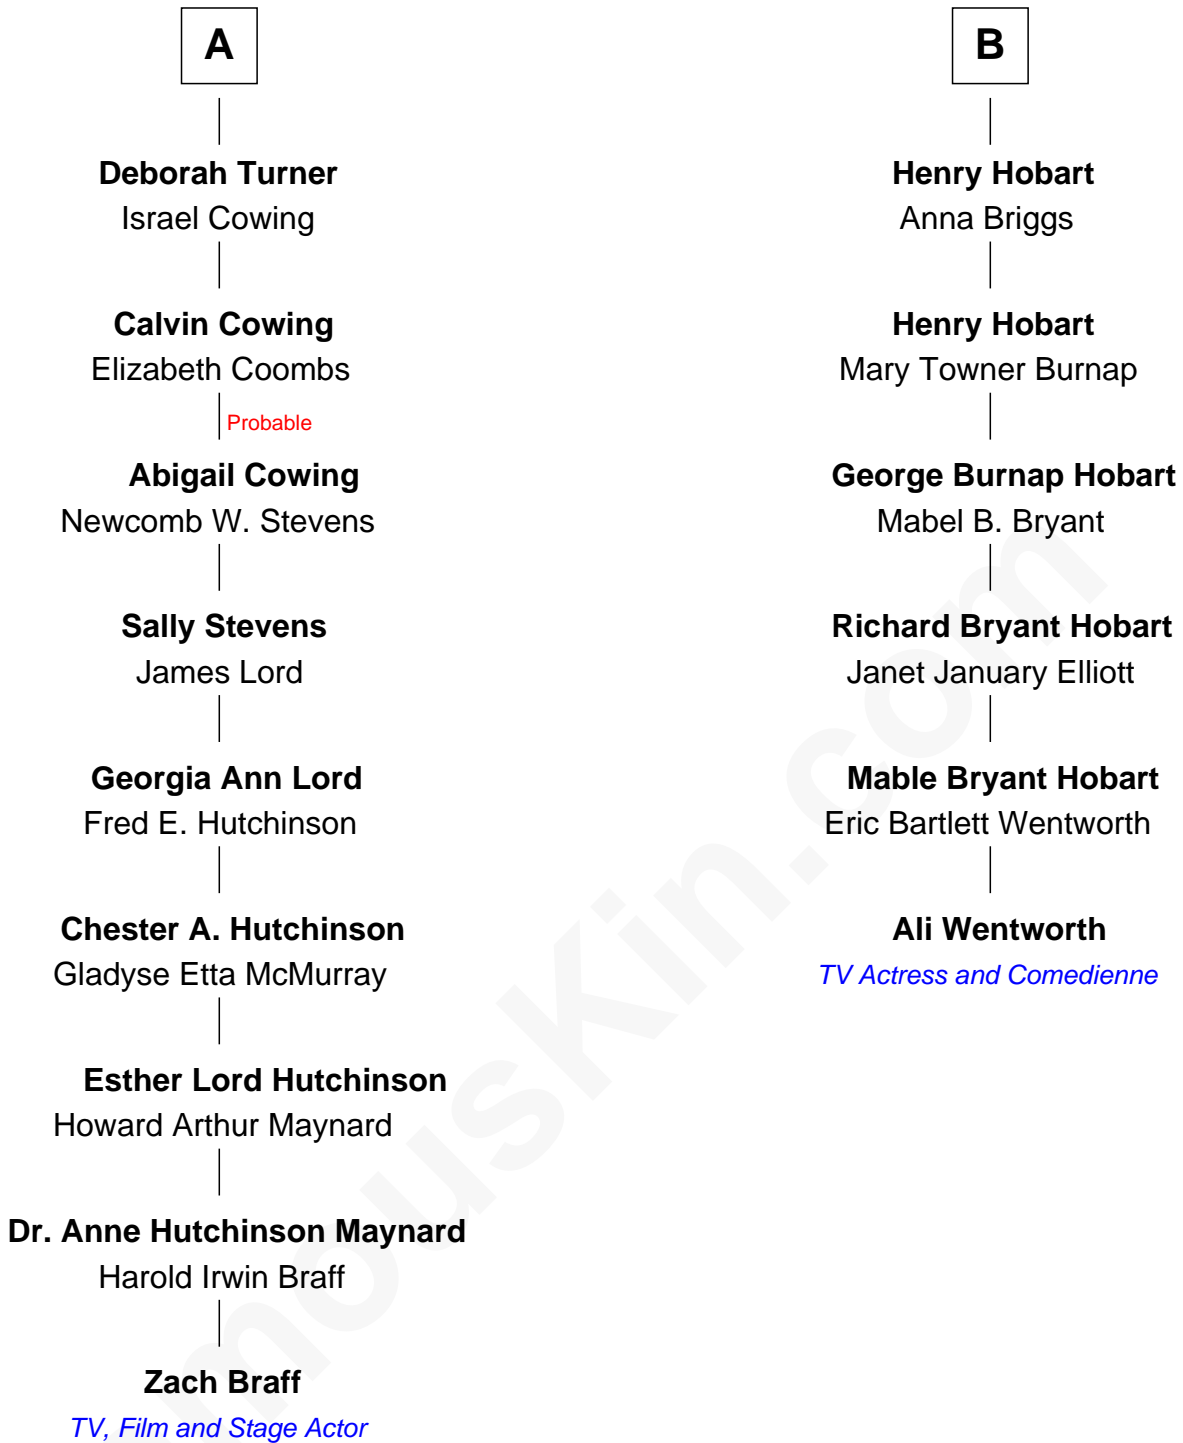 A
Deborah Turner
Israel Cowing
Calvin Cowing
Elizabeth Coombs
Probable
Abigail Cowing
Newcomb W. Stevens
Sally Stevens
James Lord
Georgia Ann Lord
Fred E. Hutchinson
Chester A. Hutchinson
Gladyse Etta McMurray
Esther Lord Hutchinson
Howard Arthur Maynard
Dr. Anne Hutchinson Maynard
Harold Irwin Braff
Zach Braff
TV, Film and Stage Actor
B
Henry Hobart
Anna Briggs
Henry Hobart
Mary Towner Burnap
George Burnap Hobart
Mabel B. Bryant
Richard Bryant Hobart
Janet January Elliott
Mable Bryant Hobart
Eric Bartlett Wentworth
Ali Wentworth
TV Actress and Comedienne
mousKin.com